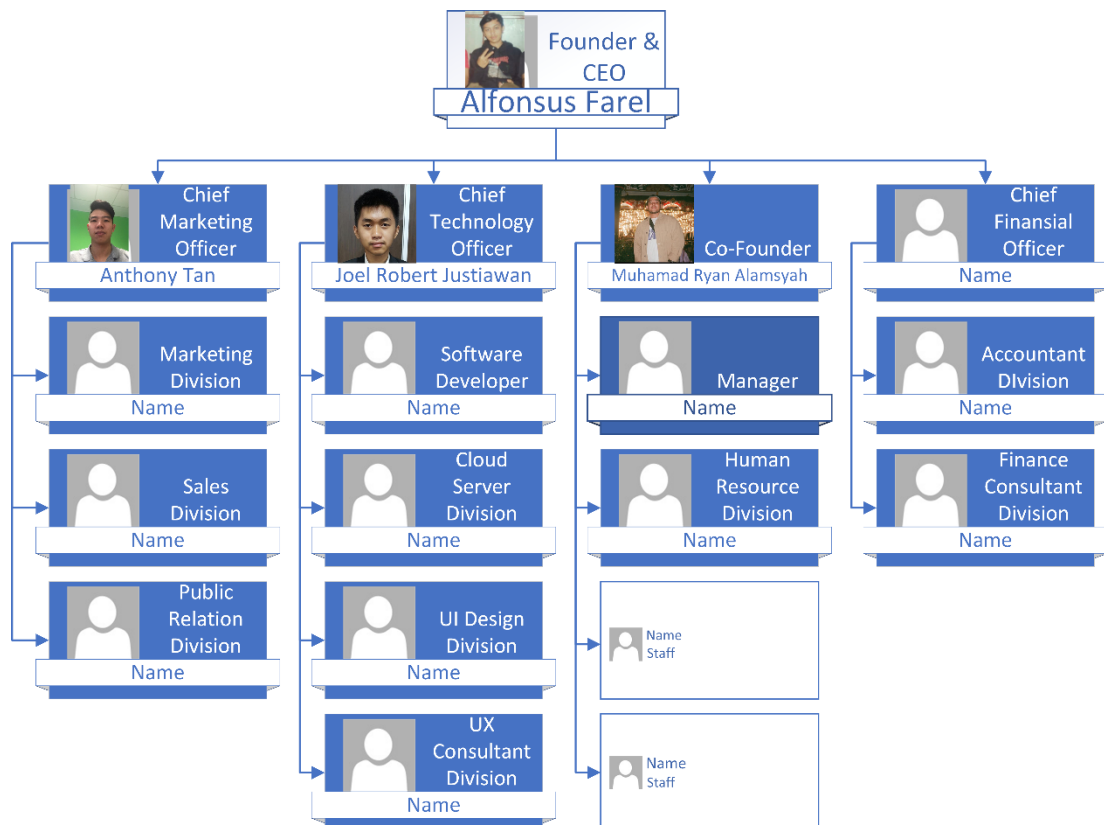 Founder &
CEO
Alfonsus Farel
Chief
Marketing
Officer
Anthony Tan
Chief
Technology
Officer
Joel Robert Justiawan
Co-Founder
Muhamad Ryan Alamsyah
Chief
Finansial
Officer
Name
Marketing
Division
Name
Software
Developer
Name
Manager
Name
Accountant
DIvision
Name
Sales
Division
Name
Cloud
Server
Division
Name
Human
Resource
Division
Name
Finance
Consultant
Division
Name
Public
Relation
Division
Name
UI Design
Division
Name
Name
Staff
UX
Consultant
Division
Name
Name
Staff